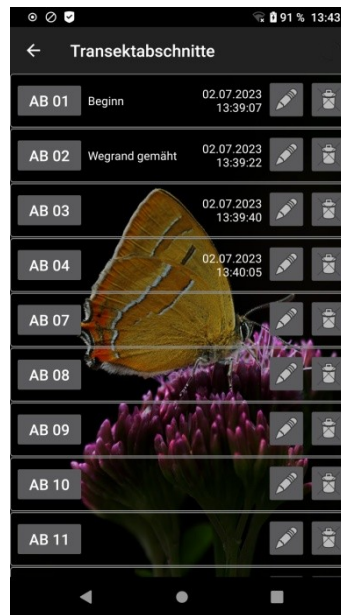 91 % 13:43
Transektabschnitte
AB 01 Beginn 02.07.2023
13:39:07
AB 02 Wegrand gemäht 02.07.2023
13:39:22
AB 03 02.07.2023
13:39:40
AB 04 02.07.2023
13:40:05
AB 07
AB 08
AB 09
AB 10
AB 11